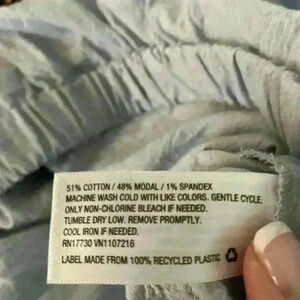 51% COTTON / 48% MODAL / 1% SPANDEX
MACHINE WASH COLD WITH LIKE COLORS. GENTLE CYCLE.
ONLY NON-CHLORINE BLEACH IF NEEDED.
TUMBLE DRY LOW. REMOVE PROMPTLY.
COOL IRON IF NEEDED.
RN17730 VN1107216
LABEL MADE FROM 100% RECYCLED PLASTIC